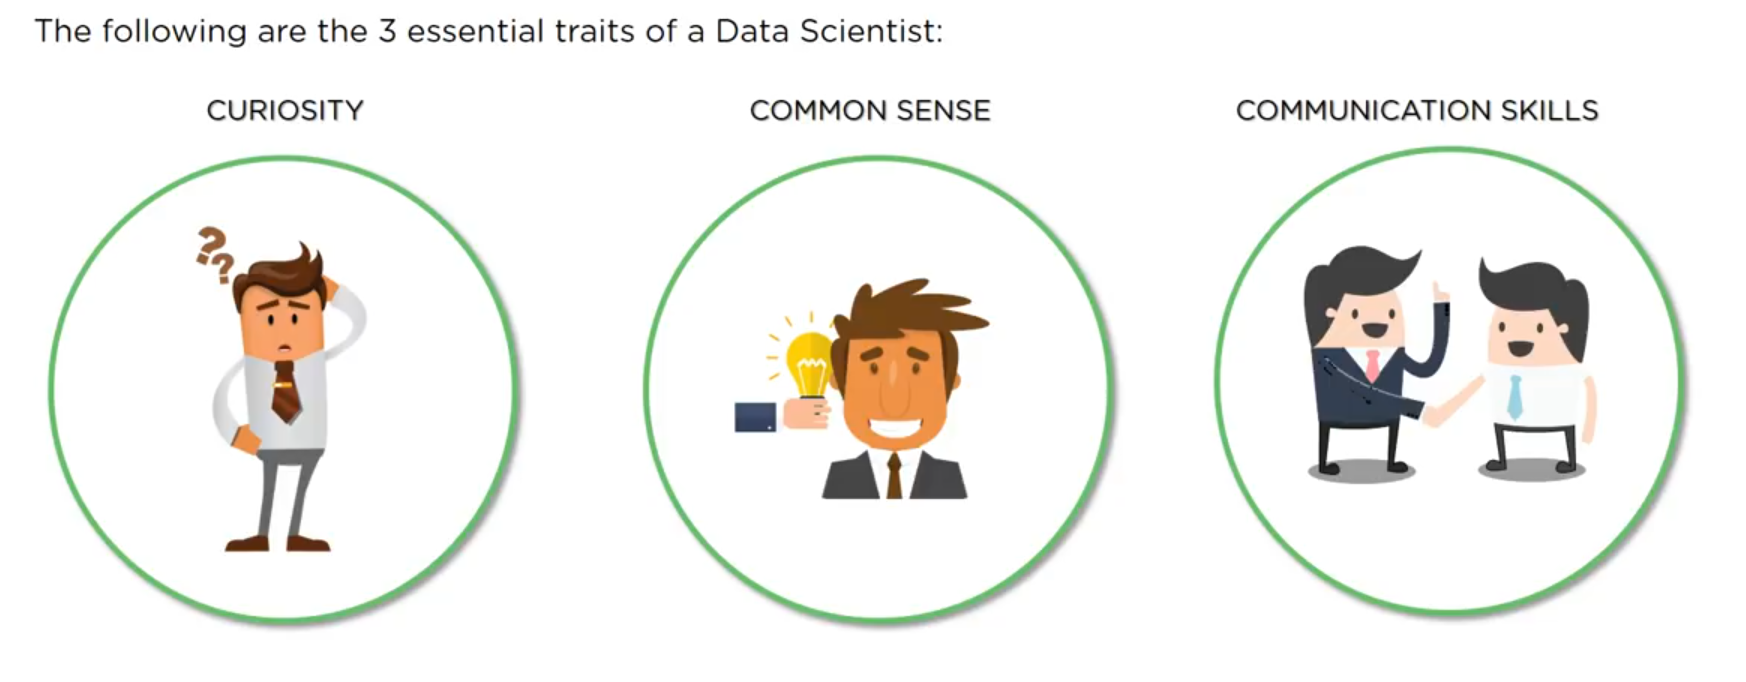 The following are the 3 essential traits of a Data Scientist:
CURIOSITY
COMMON SENSE
COMMUNICATION SKILLS
??